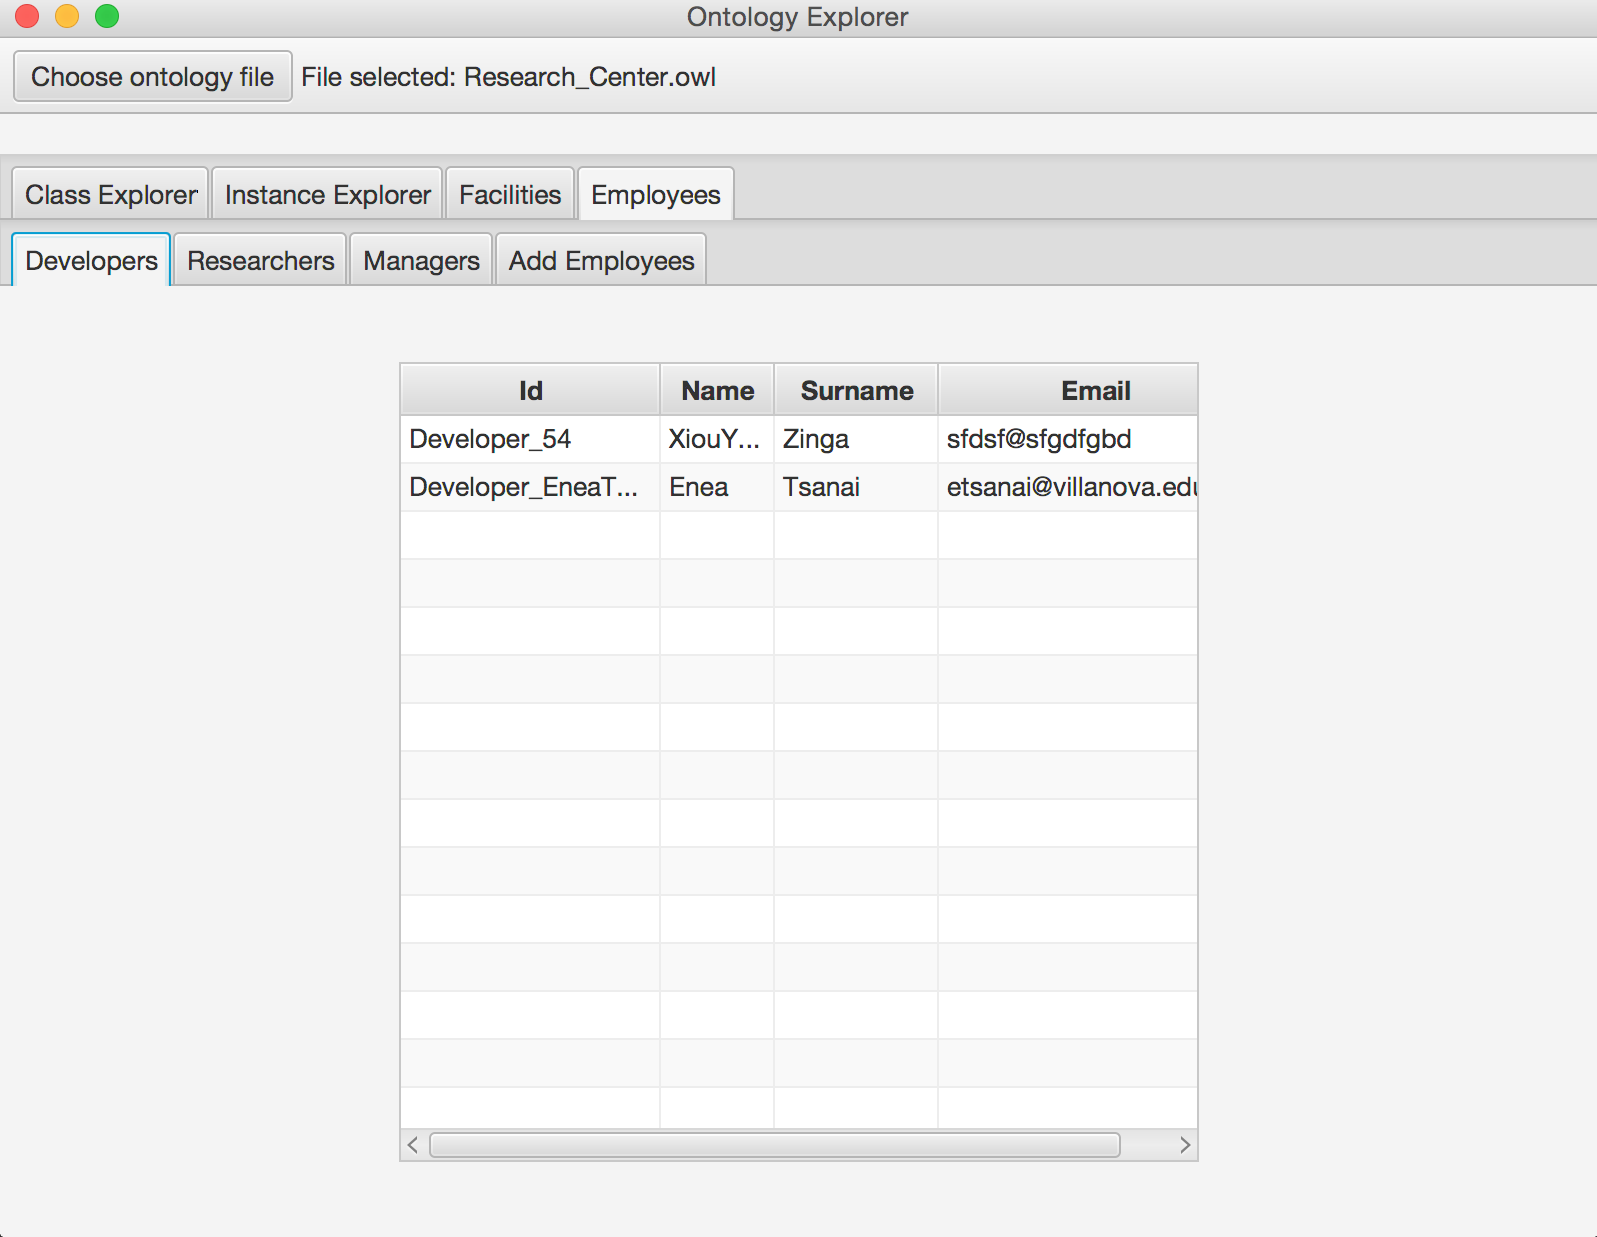 Ontology Explorer
Choose ontology file File selected: Research_Center.owl
Class Explorer Instance Explorer Facilities Employees
Developers Researchers Managers Add Employees
Id Name Surname Email
Developer_54 XiouY... Zinga sfdsf@sfgdfgbd
Developer_EneaT... Enea Tsanai etsanai@villanova.edu